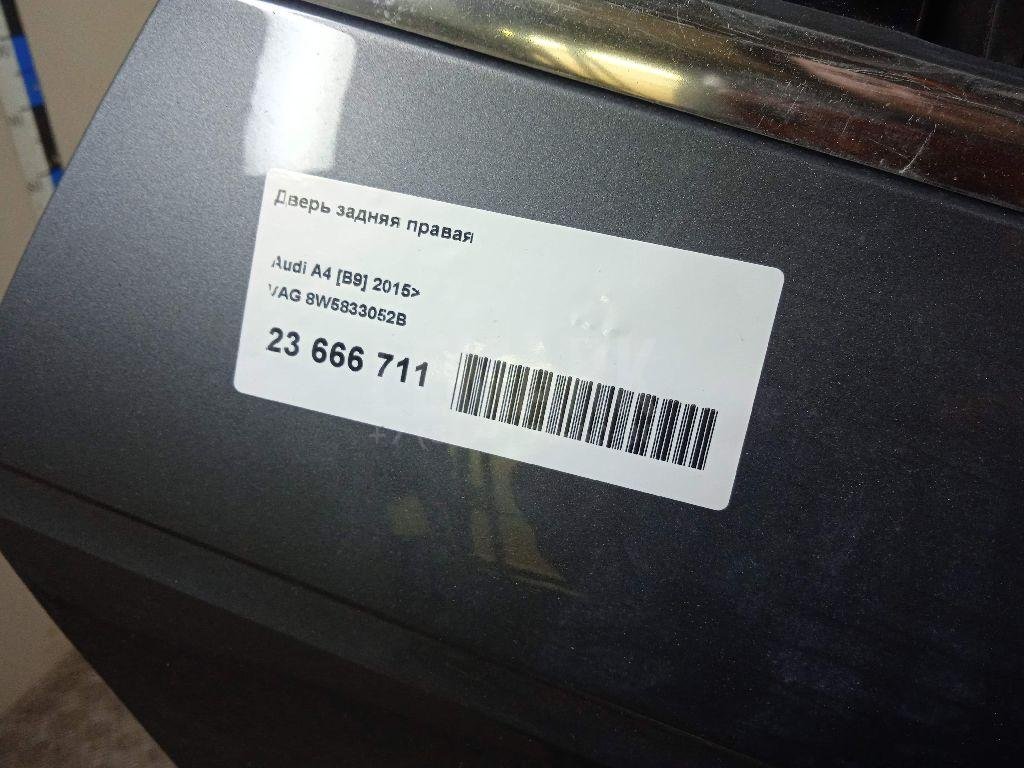 Дверь задняя правая
Audi A4 [B9] 2015>
VAG 8W5833052B
23 666 711